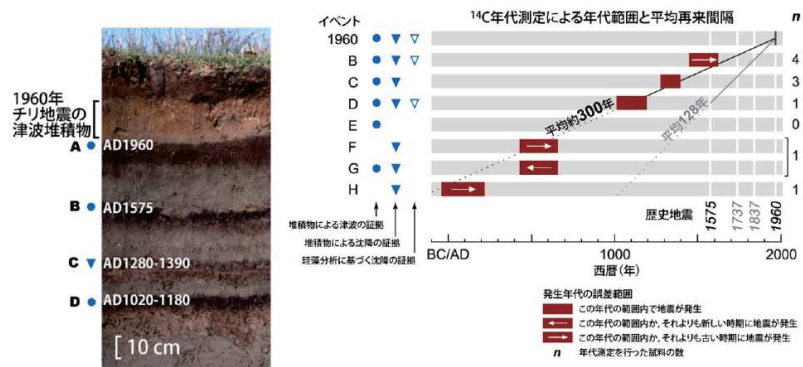 1960年
チリ地震の
津波堆積物
A AD1960
B AD1575
C AD1280-1390
D AD1020-1180
10 cm
イベント
¹⁴C年代測定による年代範囲と平均再来間隔
n
1960
B 4
C 3
D 1
E 0
F
G
1
H 1
平均約300年
平均128年
堆積物による津波の証拠
堆積物による沈降の証拠
珪藻分析に基づく沈降の証拠
歴史地震
1575
1737
1837
1960
BC/AD
1000
2000
西暦(年)
発生年代の誤差範囲
この年代の範囲内で地震が発生
この年代の範囲内か,それよりも新しい時期に地震が発生
この年代の範囲内か,それよりも古い時期に地震が発生
n 年代測定を行った試料の数